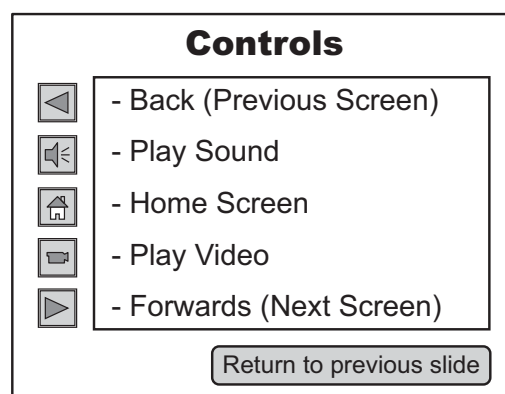 Controls
- Back (Previous Screen)
- Play Sound
- Home Screen
- Play Video
- Forwards (Next Screen)
Return to previous slide